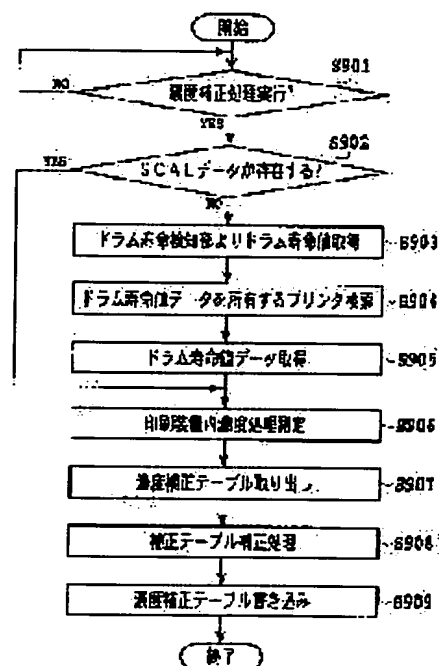 開始
S901
濃度補正処理実行?
NO
YES
S902
SCALデータが存在する?
YES
NO
ドラム寿命検知部よりドラム寿命値取得
S903
ドラム寿命値データを所有するプリンタ検索
S904
ドラム寿命値データ取得
S905
印刷装置内濃度処理測定
S906
濃度補正テーブル取り出し
S907
補正テーブル補正処理
S908
濃度補正テーブル書き込み
S909
終了